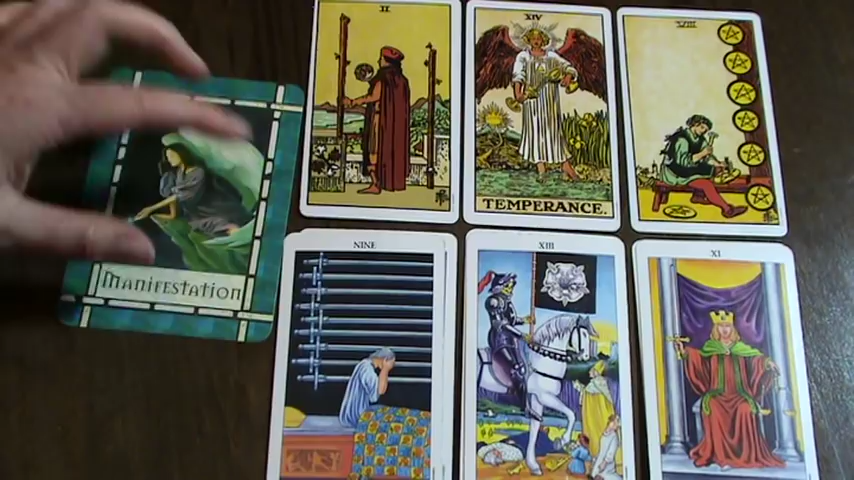 II
XIV
VIII
TEMPERANCE.
MANIFESTATION
NINE
XIII
XI